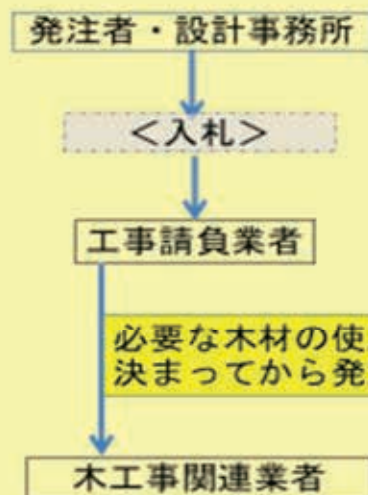 発注者・設計事務所
＜入札＞
工事請負業者
必要な木材の使
決まってから発
木工事関連業者